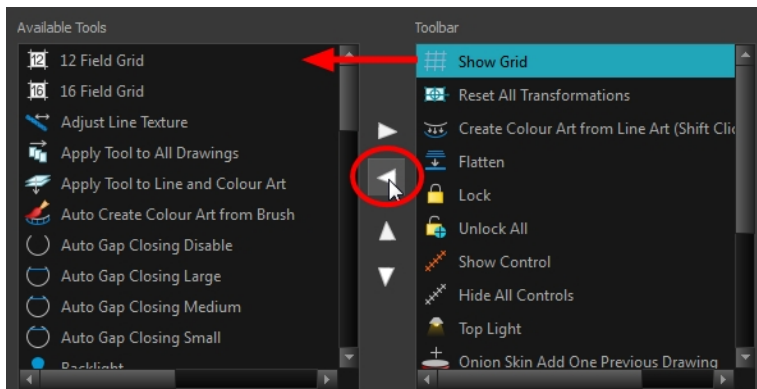 Available Tools
12 Field Grid
16 Field Grid
Adjust Line Texture
Apply Tool to All Drawings
Apply Tool to Line and Colour Art
Auto Create Colour Art from Brush
Auto Gap Closing Disable
Auto Gap Closing Large
Auto Gap Closing Medium
Auto Gap Closing Small
Backlight
Toolbar
Show Grid
Reset All Transformations
Create Colour Art from Line Art (Shift Clic
Flatten
Lock
Unlock All
Show Control
Hide All Controls
Top Light
Onion Skin Add One Previous Drawing